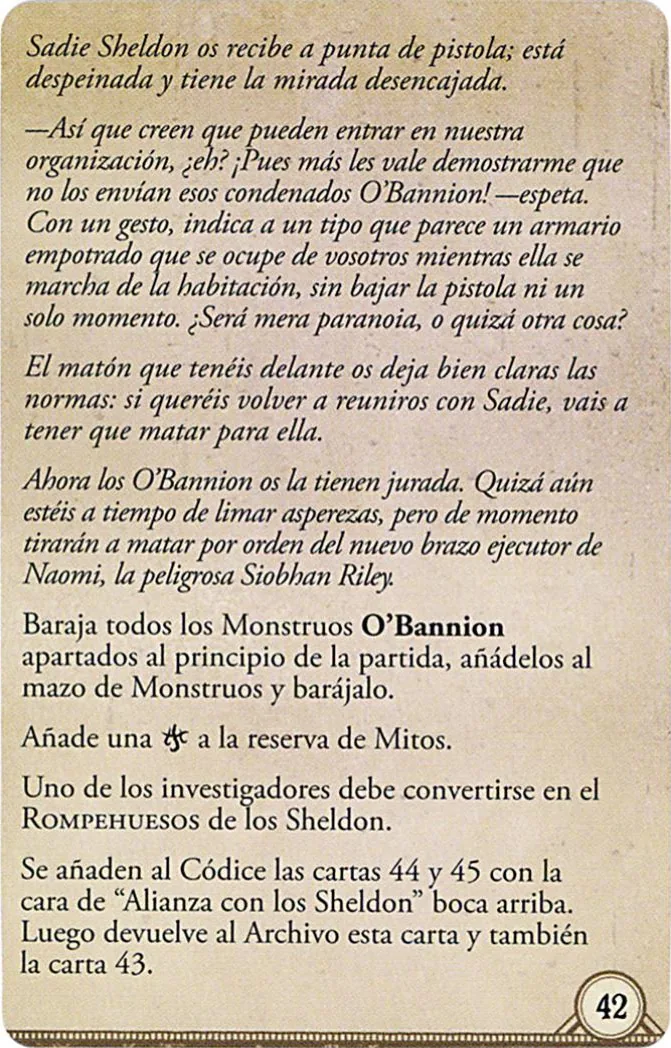 Sadie Sheldon os recibe a punta de pistola; está
despeinada y tiene la mirada desencajada.
—Así que creen que pueden entrar en nuestra
organización, ¿eh? ¡Pues más les vale demostrarme que
no los envían esos condenados O'Bannion! —espeta.
Con un gesto, indica a un tipo que parece un armario
empotrado que se ocupe de vosotros mientras ella se
marcha de la habitación, sin bajar la pistola ni un
solo momento. ¿Será mera paranoia, o quizá otra cosa?
El matón que tenéis delante os deja bien claras las
normas: si queréis volver a reuniros con Sadie, vais a
tener que matar para ella.
Ahora los O'Bannion os la tienen jurada. Quizá aún
estéis a tiempo de limar asperezas, pero de momento
tirarán a matar por orden del nuevo brazo ejecutor de
Naomi, la peligrosa Siobhan Riley.
Baraja todos los Monstruos O'Bannion
apartados al principio de la partida, añádelos al
mazo de Monstruos y barájalo.
Añade una a la reserva de Mitos.
Uno de los investigadores debe convertirse en el
ROMPEHUESOS de los Sheldon.
Se añaden al Códice las cartas 44 y 45 con la
cara de “Alianza con los Sheldon” boca arriba.
Luego devuelve al Archivo esta carta y también
la carta 43.
42